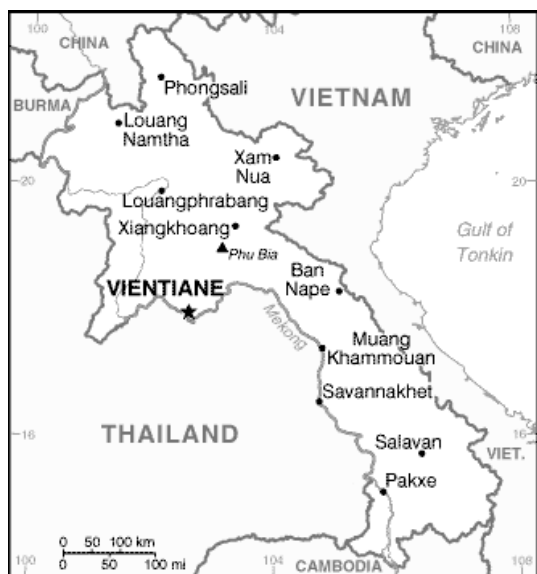 100
104
108
CHINA
CHINA
BURMA
Phongsali
VIETNAM
Louang
Namtha
Xam
Nua
20
20
Louangphrabang
Xiangkhoang
Phu Bia
Gulf of
Tonkin
Ban
Nape
VIENTIANE
Mekong
Muang
Khammouan
Savannakhet
THAILAND
16
16
Salavan
VIET.
Pakxe
0 50 100 km
0 50 100 mi
100
104
108
CAMBODIA